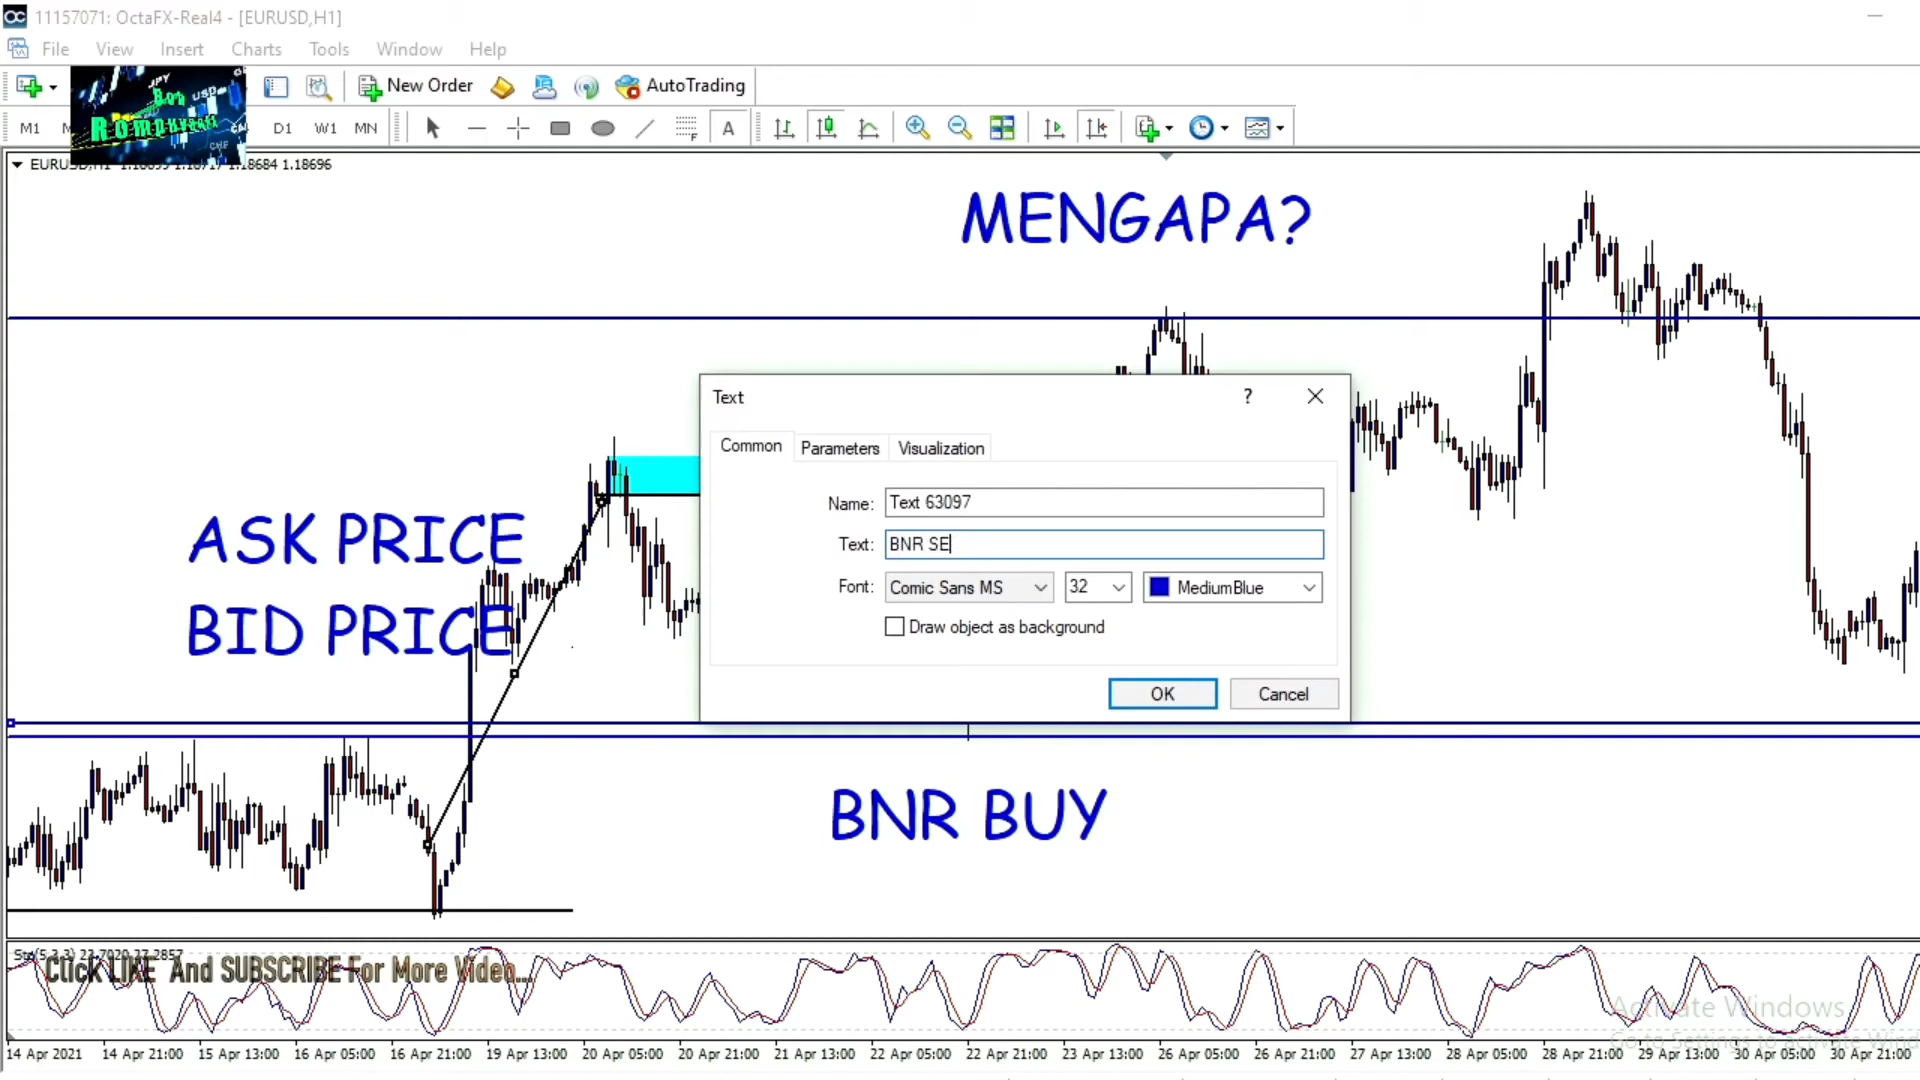 11157071: OctaFX-Real4 - [EURUSD,H1]
File View Insert Charts Tools Window Help
New Order AutoTrading
JPY
USD
Rompuyczark
M1 D1 W1 MN A
1.18684 1.18696
MENGAPA?
Text ? 
Common Parameters Visualization
Name: Text 63097
Text: BNR SE
Font: Comic Sans MS 32 MediumBlue
Draw object as background
OK Cancel
ASK PRICE
BID PRICE
BNR BUY
Click LIKE And SUBSCRIBE For More Video...
Activate Windows
14 Apr 2021 14 Apr 21:00 15 Apr 13:00 16 Apr 05:00 16 Apr 21:00 19 Apr 13:00 20 Apr 05:00 20 Apr 21:00 21 Apr 13:00 22 Apr 05:00 22 Apr 21:00 23 Apr 13:00 26 Apr 05:00 26 Apr 21:00 27 Apr 13:00 28 Apr 05:00 28 Apr 21:00 29 Apr 13:00 30 Apr 05:00 30 Apr 21:00